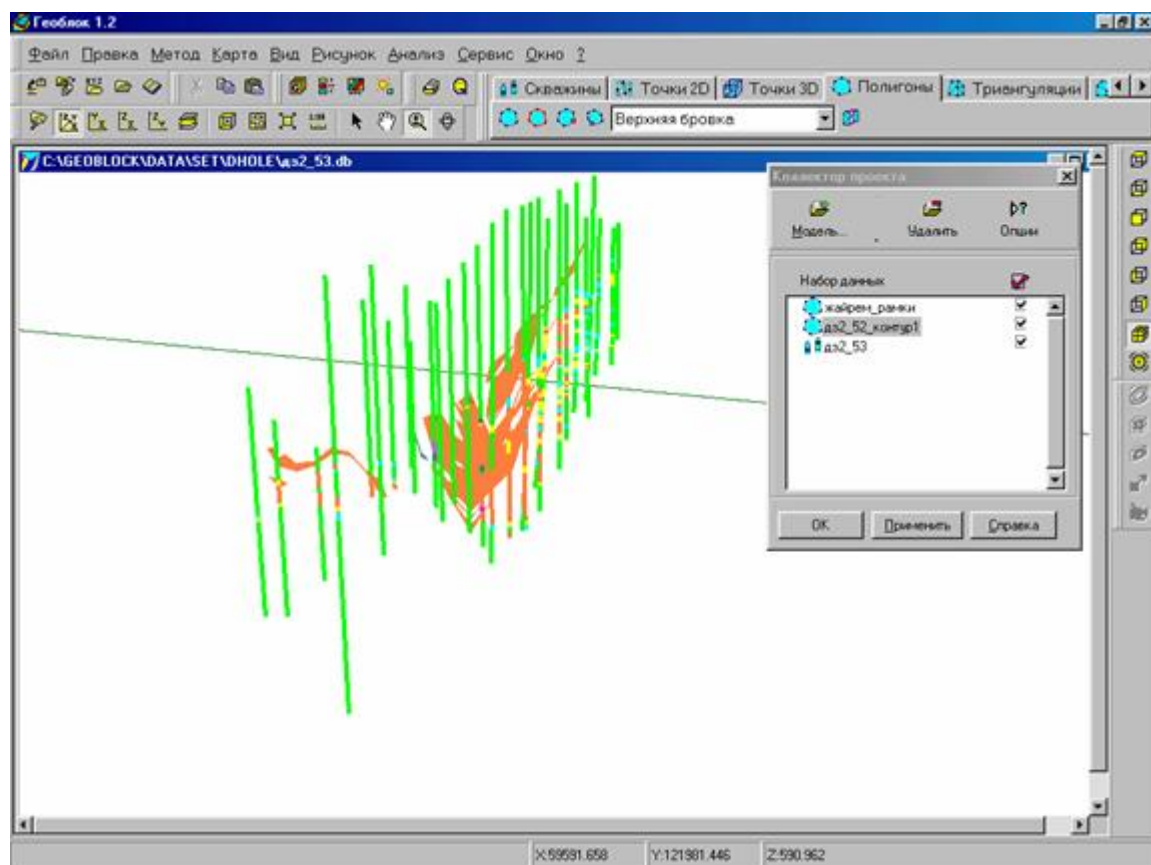 Геоблок 1.2
Файл Правка Метод Карта Вид Рисунок Анализ Сервис Окно ?
Скважины Точки 2D Точки 3D Полигоны Триангуляции
Верхняя бровка
C:\GEOBLOCK\DATA\SET\DHOLE\дз2_53.db
Коллектор проекта
Модель... Удалить Опции
Набор данных
жайрем_рамки
дз2_52_контур1
дз2_53
OK Применить Справка
X:59591.658 Y:121981.446 Z:590.962